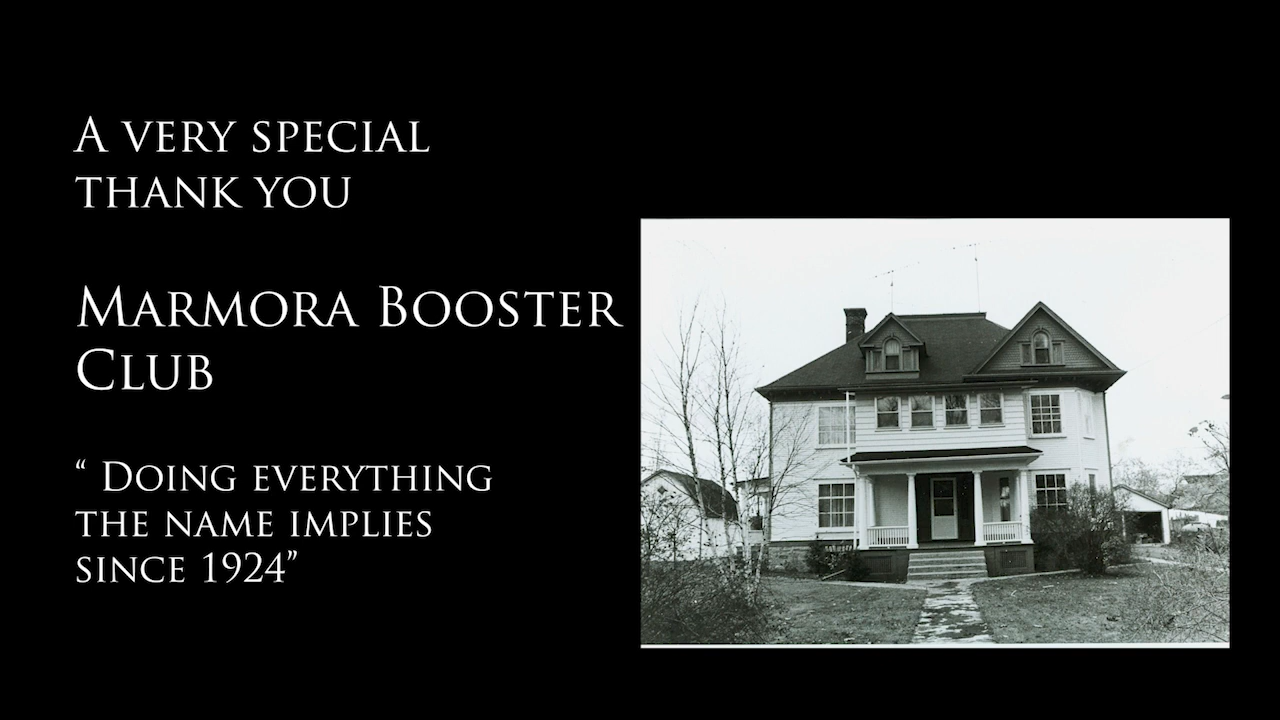 A very special
thank you
Marmora Booster
Club
“ Doing everything
the name implies
since 1924”